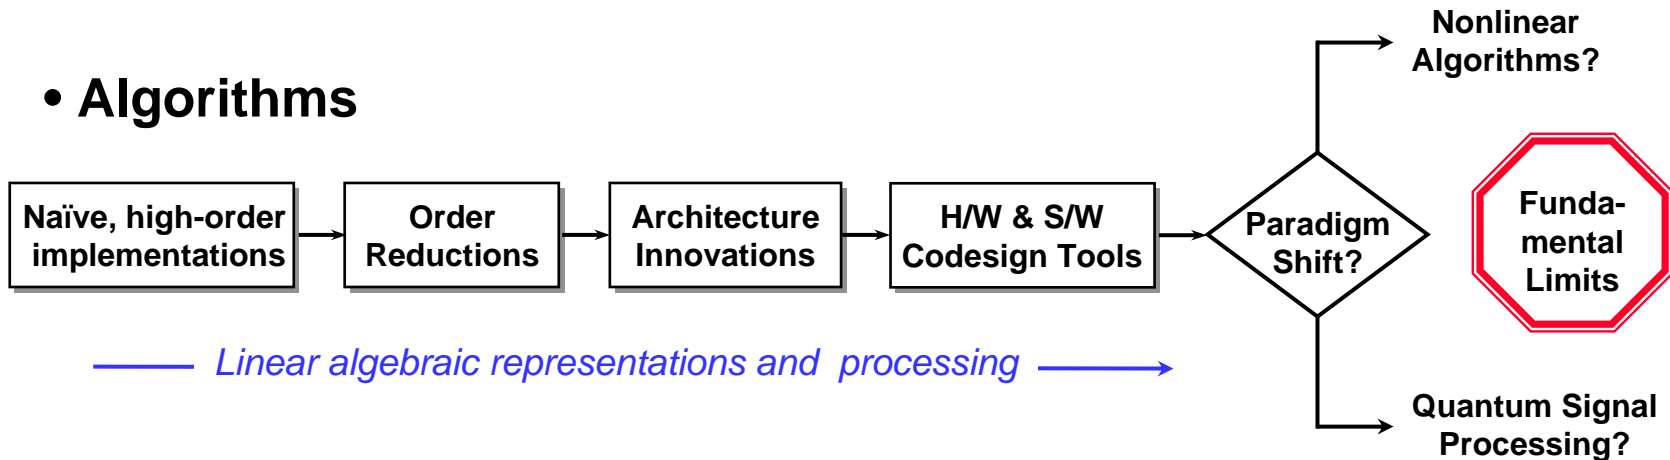 • Algorithms
Naïve, high-order
implementations
Order
Reductions
Architecture
Innovations
H/W & S/W
Codesign Tools
Paradigm
Shift?
Nonlinear
Algorithms?
Funda-
mental
Limits
Quantum Signal
Processing?
Linear algebraic representations and processing